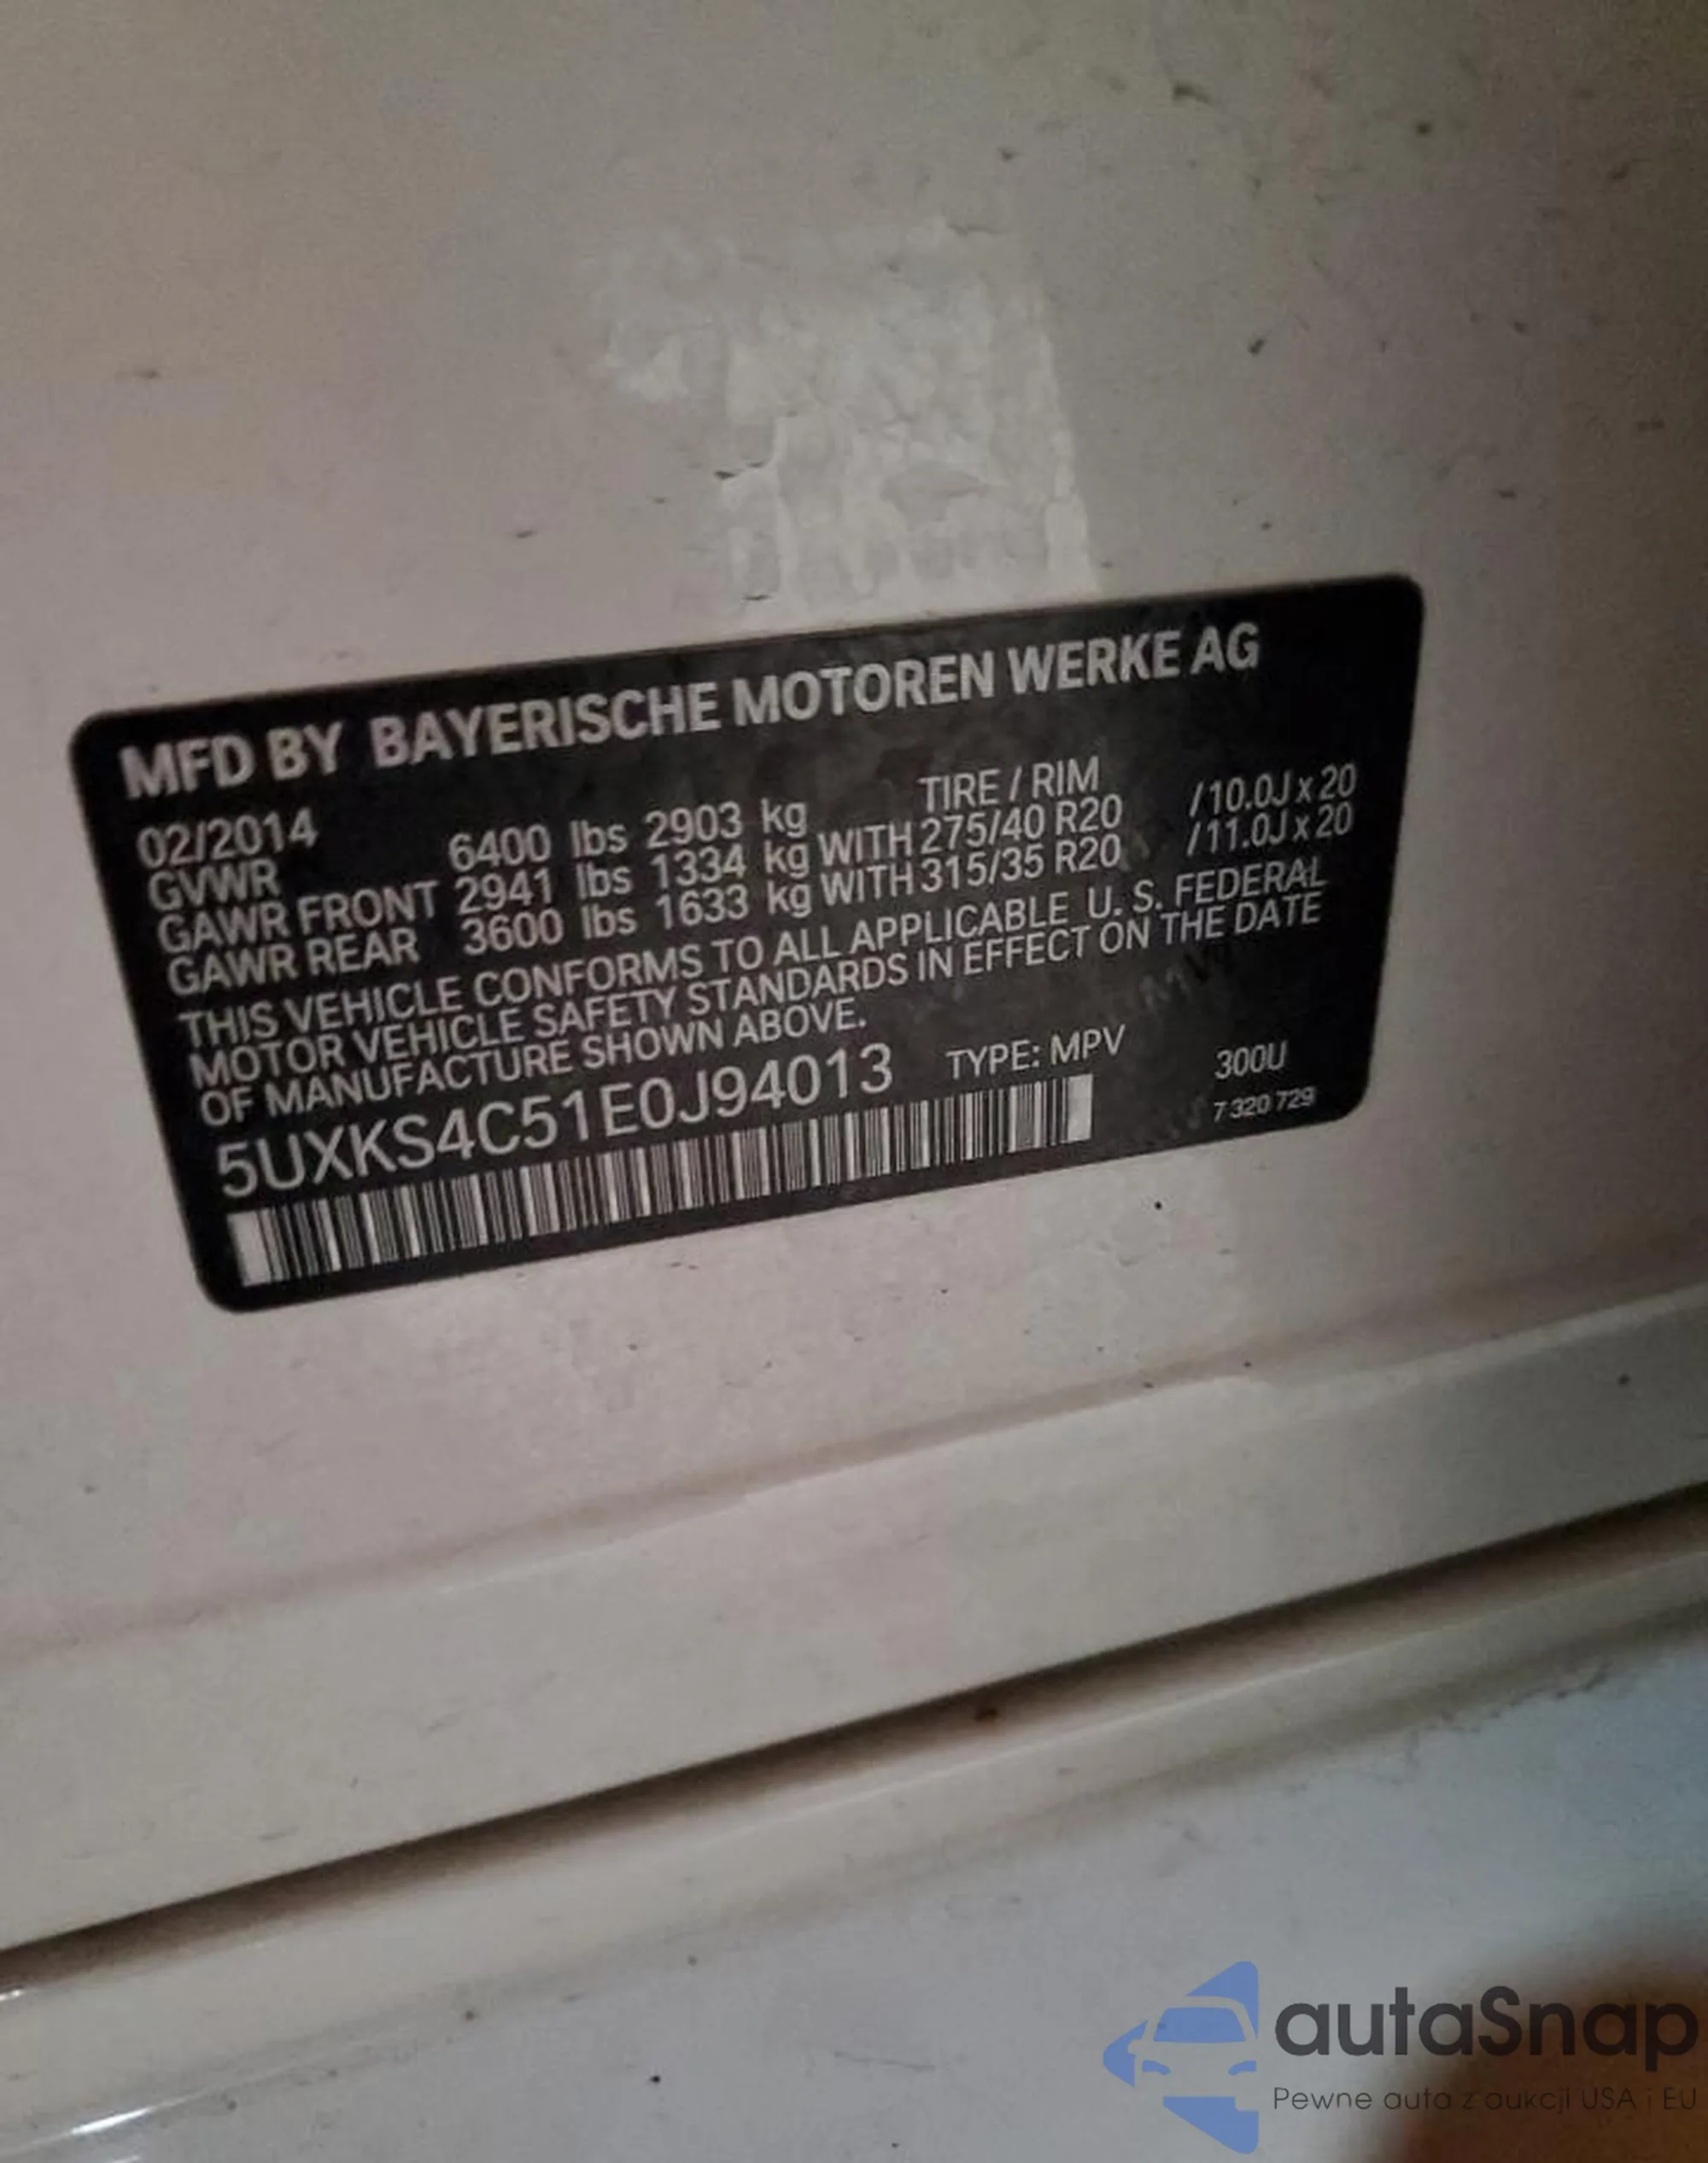 MFD BY BAYERISCHE MOTOREN WERKE AG
02/2014 TIRE / RIM
GVWR 6400 lbs 2903 kg
GAWR FRONT 2941 lbs 1334 kg WITH 275/40 R20 /10.0J x 20
GAWR REAR 3600 lbs 1633 kg WITH 315/35 R20 /11.0J x 20
THIS VEHICLE CONFORMS TO ALL APPLICABLE U. S. FEDERAL
MOTOR VEHICLE SAFETY STANDARDS IN EFFECT ON THE DATE
OF MANUFACTURE SHOWN ABOVE.
5UXKS4C51E0J94013 TYPE: MPV 300U
7 320 729
autaSnap
Pewne auta z aukcji USA i EU